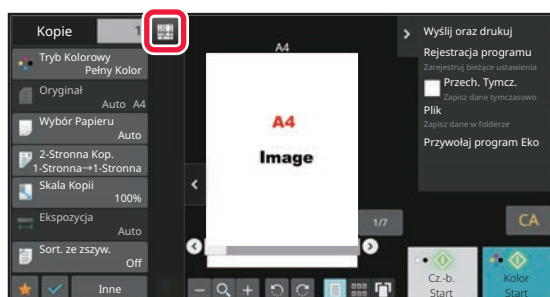 Kopie
1
A4
Wyślij oraz drukuj
Rejestracja programu
Zarejestruj bieżące ustawienia
Przech. Tymcz.
Zapisz dane tymczasowo
Plik
Zapisz dane w folderze
Przywołaj program Eko
Tryb Kolorowy
Pełny Kolor
Oryginał
Auto A4
Wybór Papieru
Auto
2-Stronna Kop.
1-Stronna→1-Stronna
Skala Kopii
100%
Ekspozycja
Auto
Sort. ze zszyw.
Off
Inne
A4
Image
1/7
CA
Cz.-b.
Start
Kolor
Start